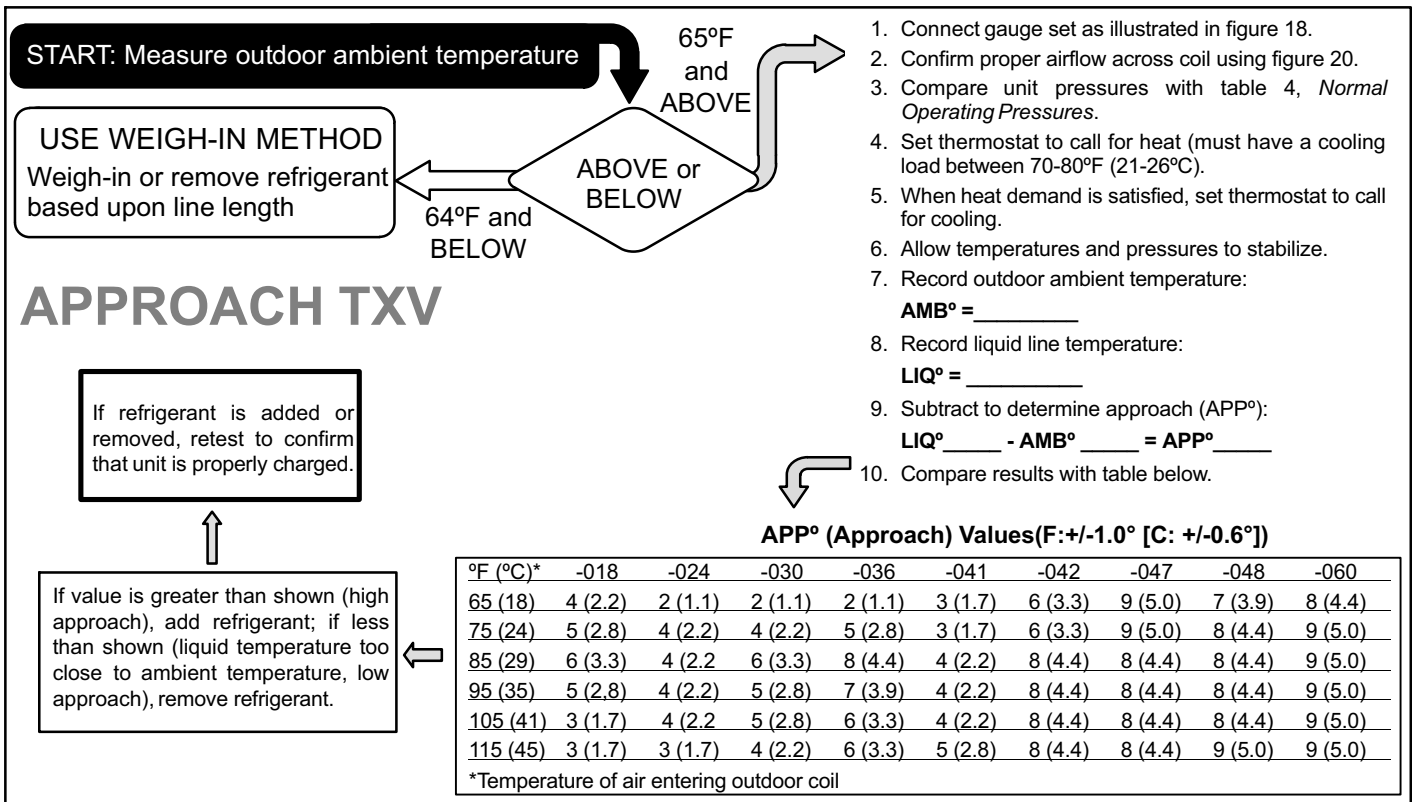 START: Measure outdoor ambient temperature
65ºF
and
ABOVE
ABOVE or
BELOW
64ºF and
BELOW
USE WEIGH-IN METHOD
Weigh-in or remove refrigerant
based upon line length
APPROACH TXV
1. Connect gauge set as illustrated in figure 18.
2. Confirm proper airflow across coil using figure 20.
3. Compare unit pressures with table 4, Normal
Operating Pressures.
4. Set thermostat to call for heat (must have a cooling
load between 70-80ºF (21-26ºC).
5. When heat demand is satisfied, set thermostat to call
for cooling.
6. Allow temperatures and pressures to stabilize.
7. Record outdoor ambient temperature:
AMBº =_________
8. Record liquid line temperature:
LIQº = __________
9. Subtract to determine approach (APPº):
LIQº_____ - AMBº _____ = APPº_____
10. Compare results with table below.
APPº (Approach) Values(F:+/-1.0° [C: +/-0.6°])
ºF (ºC)* -018 -024 -030 -036 -041 -042 -047 -048 -060
65 (18) 4 (2.2) 2 (1.1) 2 (1.1) 2 (1.1) 3 (1.7) 6 (3.3) 9 (5.0) 7 (3.9) 8 (4.4)
75 (24) 5 (2.8) 4 (2.2) 4 (2.2) 5 (2.8) 3 (1.7) 6 (3.3) 9 (5.0) 8 (4.4) 9 (5.0)
85 (29) 6 (3.3) 4 (2.2 6 (3.3) 8 (4.4) 4 (2.2) 8 (4.4) 8 (4.4) 8 (4.4) 9 (5.0)
95 (35) 5 (2,8) 4 (2.2) 5 (2.8) 7 (3.9) 4 (2.2) 8 (4.4) 8 (4.4) 8 (4.4) 9 (5.0)
105 (41) 3 (1.7) 4 (2.2 5 (2.8) 6 (3.3) 4 (2.2) 8 (4.4) 8 (4.4) 8 (4.4) 9 (5.0)
115 (45) 3 (1.7) 3 (1.7) 4 (2.2) 6 (3.3) 5 (2.8) 8 (4.4) 8 (4.4) 9 (5.0) 9 (5.0)
*Temperature of air entering outdoor coil
If value is greater than shown (high
approach), add refrigerant; if less
than shown (liquid temperature too
close to ambient temperature, low
approach), remove refrigerant.
If refrigerant is added or
removed, retest to confirm
that unit is properly charged.